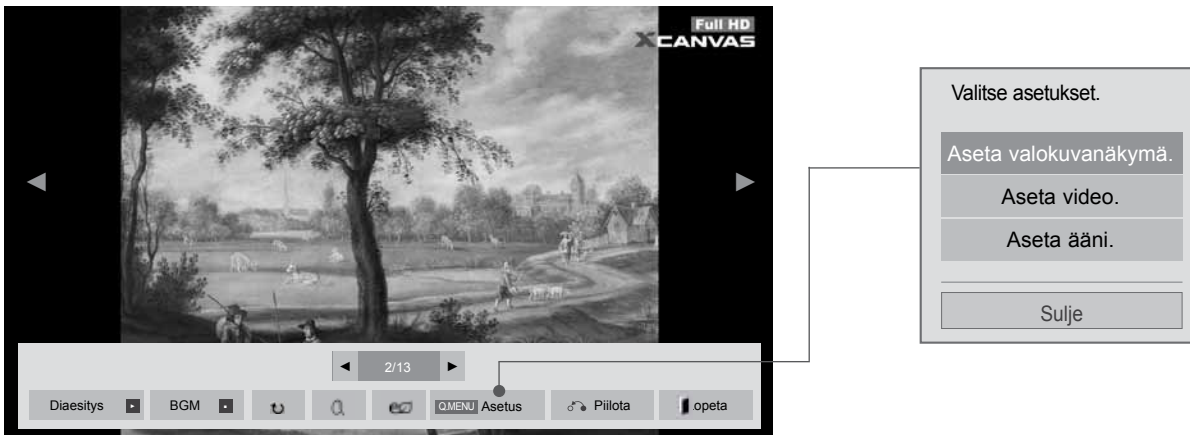 Full HD
XCANVAS
Valitse asetukset.
Aseta valokuvanäkymä.
Aseta video.
Aseta ääni.
Sulje
2/13
Diaesitys
BGM
Q.MENU Asetus
Piilota
opeta